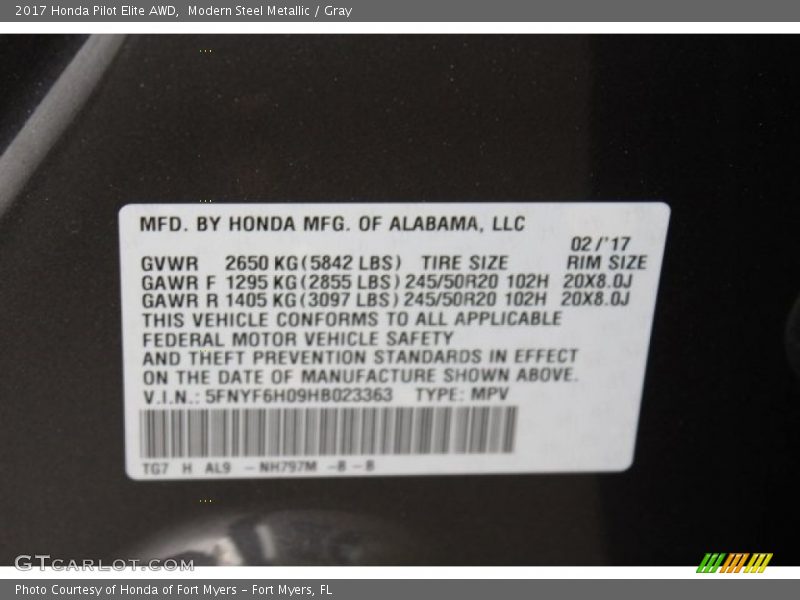 2017 Honda Pilot Elite AWD, Modern Steel Metallic / Gray
MFD. BY HONDA MFG. OF ALABAMA, LLC
02/'17
GVWR 2650 KG(5842 LBS) TIRE SIZE RIM SIZE
GAWR F 1295 KG(2855 LBS) 245/50R20 102H 20X8.0J
GAWR R 1405 KG(3097 LBS) 245/50R20 102H 20X8.0J
THIS VEHICLE CONFORMS TO ALL APPLICABLE
FEDERAL MOTOR VEHICLE SAFETY
AND THEFT PREVENTION STANDARDS IN EFFECT
ON THE DATE OF MANUFACTURE SHOWN ABOVE.
V.I.N.: 5FNYF6H09HB023363 TYPE: MPV
TG7 H AL9 - NH797M -B - B
GTcarlot.com
Photo Courtesy of Honda of Fort Myers - Fort Myers, FL